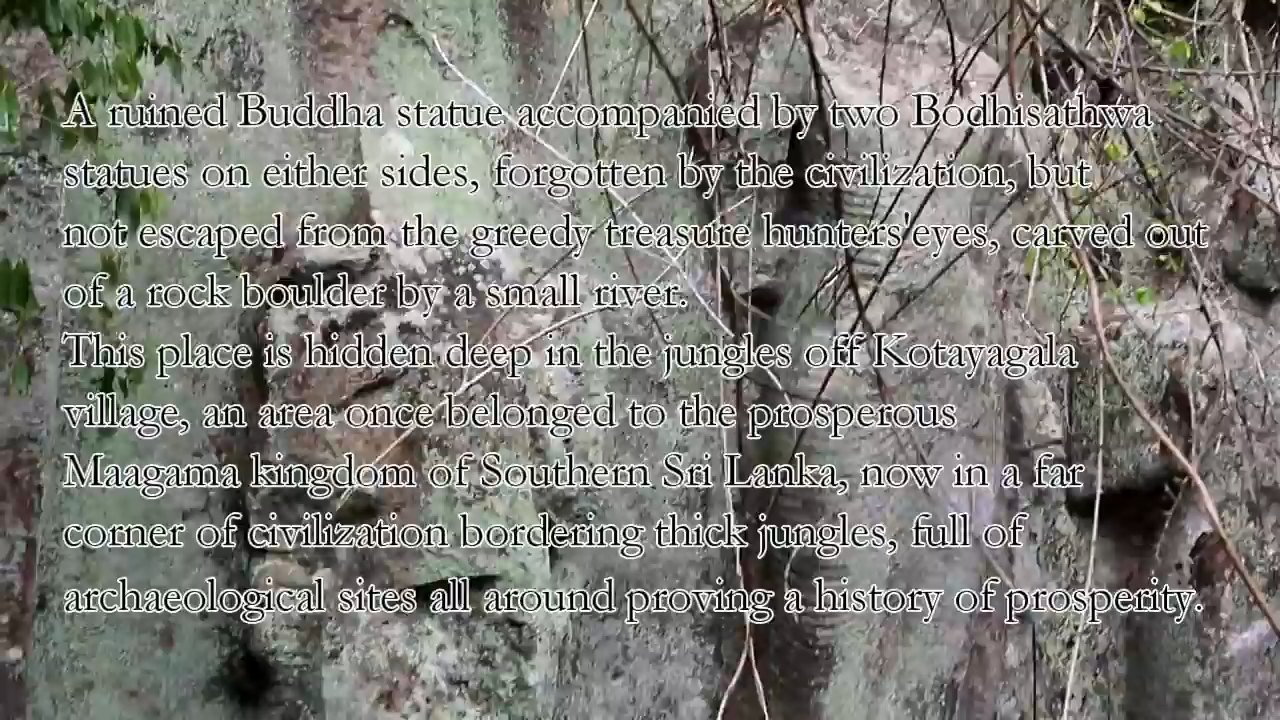 A ruined Buddha statue accompanied by two Bodhisathwa
statues on either sides, forgotten by the civilization, but
not escaped from the greedy treasure hunters'eyes, carved out
of a rock boulder by a small river.
This place is hidden deep in the jungles off Kotayagala
village, an area once belonged to the prosperous
Maagama kingdom of Southern Sri Lanka, now in a far
corner of civilization bordering thick jungles, full of
archaeological sites all around proving a history of prosperity.